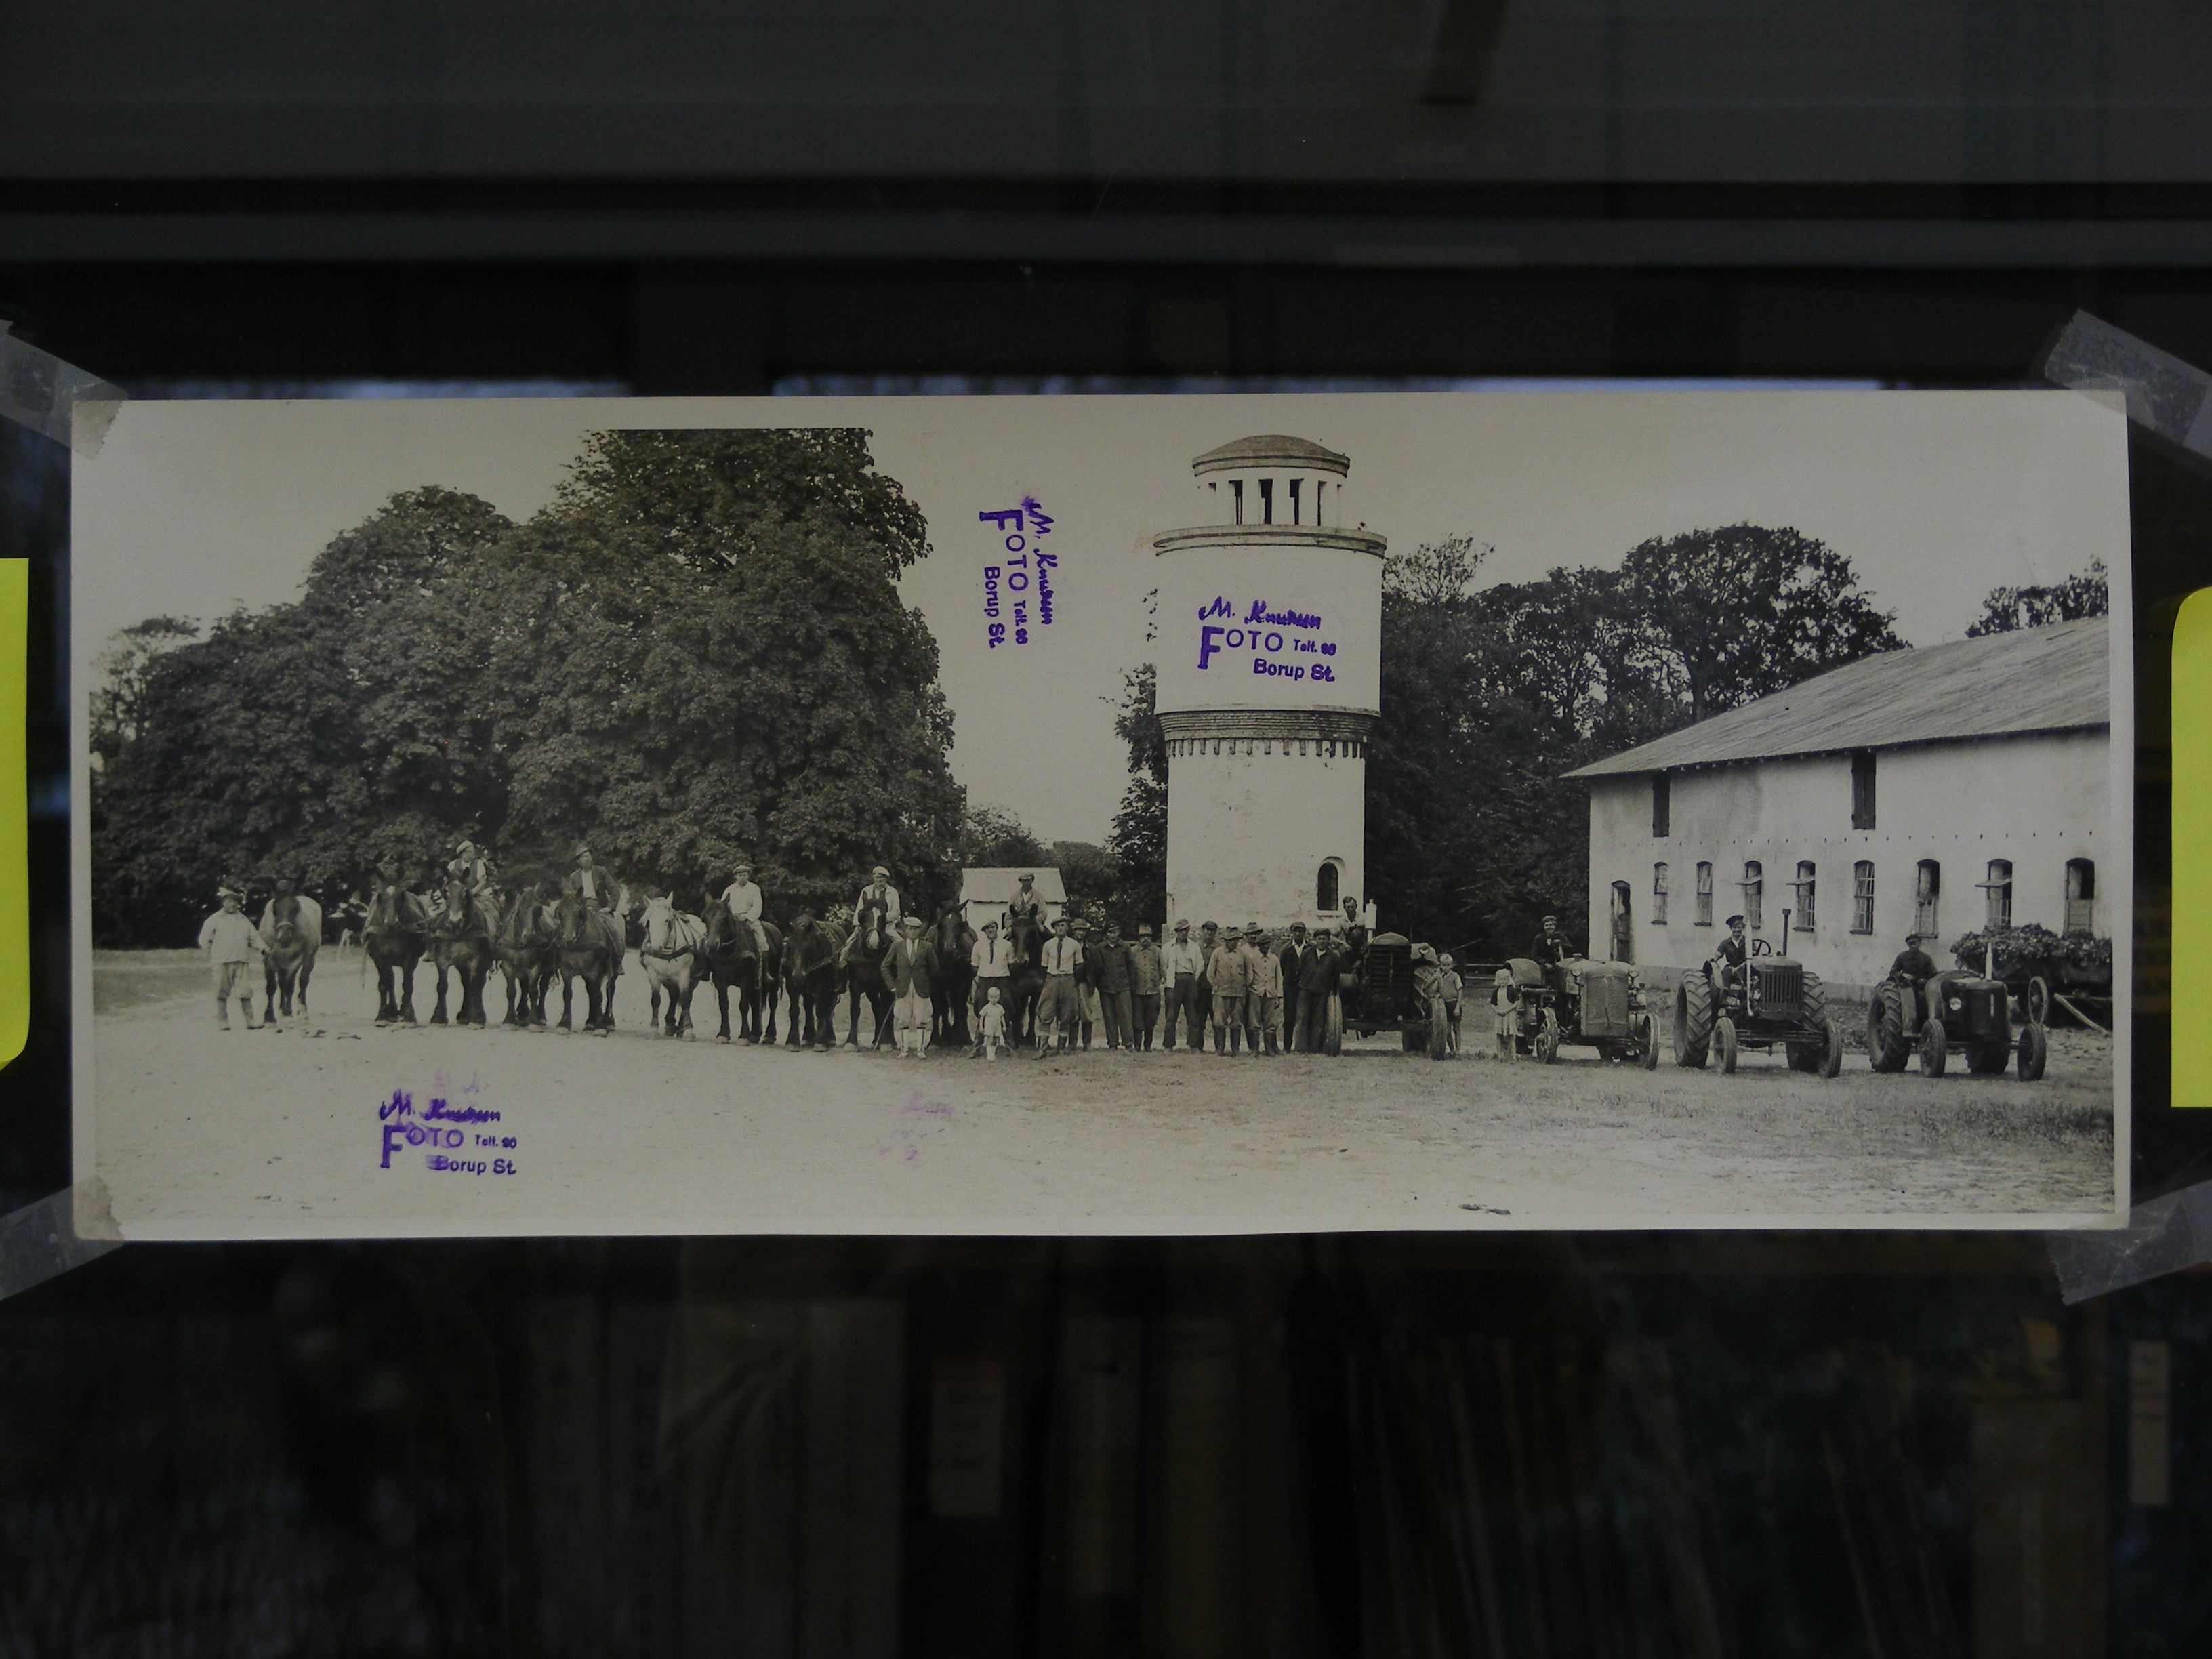 M. Knudsen
FOTO Telf. 90
Borup St.
M. Knudsen
FOTO Telf. 90
Borup St.
M. Knudsen
FOTO Telf. 90
Borup St.